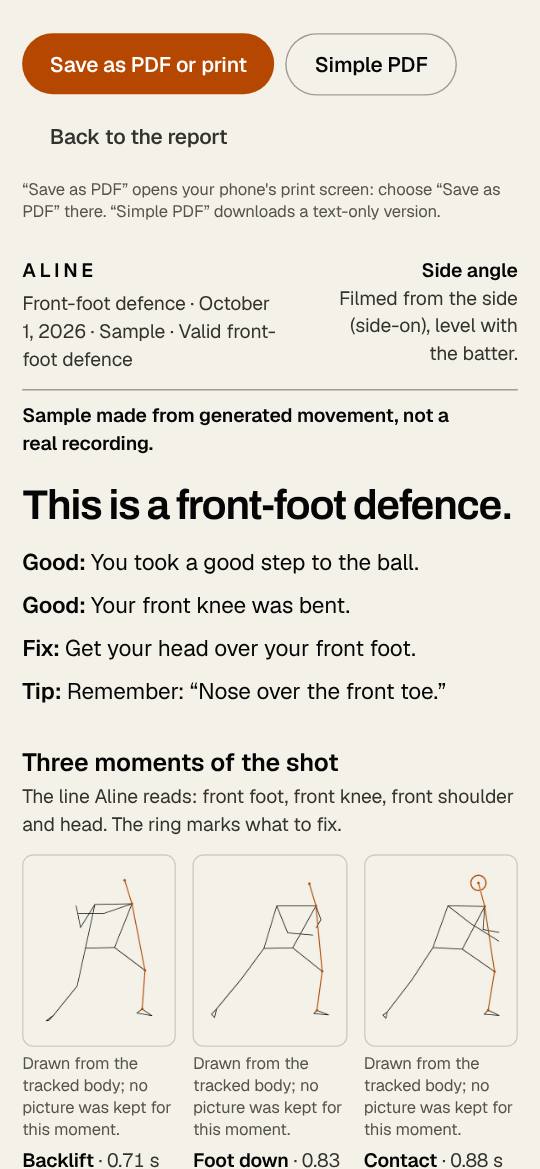 Save as PDF or print
Simple PDF
Back to the report
“Save as PDF” opens your phone's print screen: choose “Save as
PDF” there. “Simple PDF” downloads a text-only version.
ALINE
Front-foot defence · October
1, 2026 · Sample · Valid front-
foot defence
Side angle
Filmed from the side
(side-on), level with
the batter.
Sample made from generated movement, not a
real recording.
This is a front-foot defence.
Good: You took a good step to the ball.
Good: Your front knee was bent.
Fix: Get your head over your front foot.
Tip: Remember: “Nose over the front toe.”
Three moments of the shot
The line Aline reads: front foot, front knee, front shoulder
and head. The ring marks what to fix.
Drawn from the
tracked body; no
picture was kept for
this moment.
Backlift · 0.71 s
Drawn from the
tracked body; no
picture was kept for
this moment.
Foot down · 0.83
Drawn from the
tracked body; no
picture was kept for
this moment.
Contact · 0.88 s